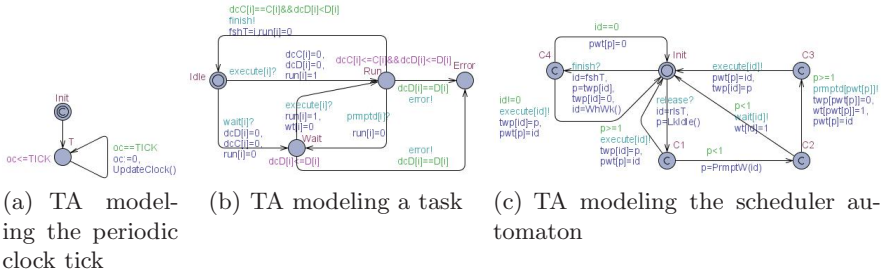 Init
T
oc<=TICK
oc==TICK
oc:=0,
UpdateClock()
dcC[i]==C[i]&&dcD[i]<D[i]
finish!
fshT=i,run[i]=0
Idle
execute[i]?
dcC[i]=0,
dcD[i]=0,
run[i]=1
dcC[i]<=C[i]&&dcD[i]<=D[i]
Run
Error
dcD[i]==D[i]
error!
wait[i]?
dcD[i]=0,
dcC[i]=0,
run[i]=0
execute[i]?
run[i]=1,
wt[i]=0
prmptd[i]?
run[i]=0
Wait
dcD[i]<=D[i]
error!
dcD[i]==D[i]
id==0
pwt[p]=0
C4
Init
C3
finish?
id=fshT,
p=twp[id],
twp[id]=0,
id=WhWk()
execute[id]!
pwt[p]=id,
twp[id]=p
p>=1
prmptd[pwt[p]]!
twp[pwt[p]]=0,
wt[pwt[p]]=1,
pwt[p]=id
id!=0
execute[id]!
twp[id]=p,
pwt[p]=id
release?
id=rlsT,
p=LkIdle()
p<1
wait[id]!
wt[id]=1
p>=1
execute[id]!
twp[id]=p,
pwt[p]=id
C1
p<1
p=PrmptW(id)
C2
(a) TA model-
ing the periodic
clock tick
(b) TA modeling a task
(c) TA modeling the scheduler au-
tomaton